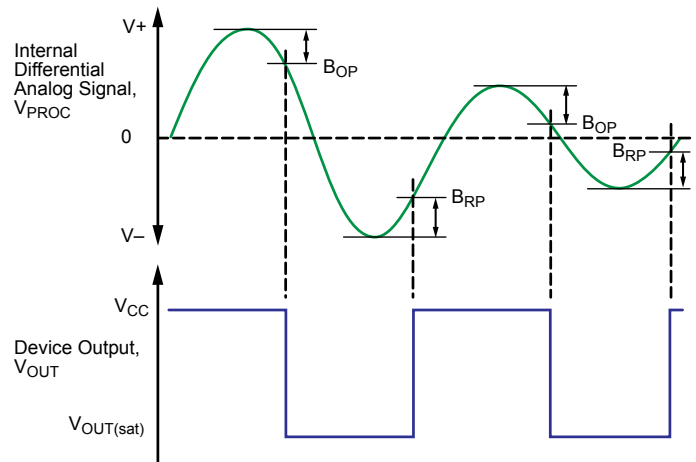 V+
Internal
Differential
Analog Signal,
VPROC
BOP
BOP
0
BRP
BRP
V–
VCC
Device Output,
VOUT
VOUT(sat)